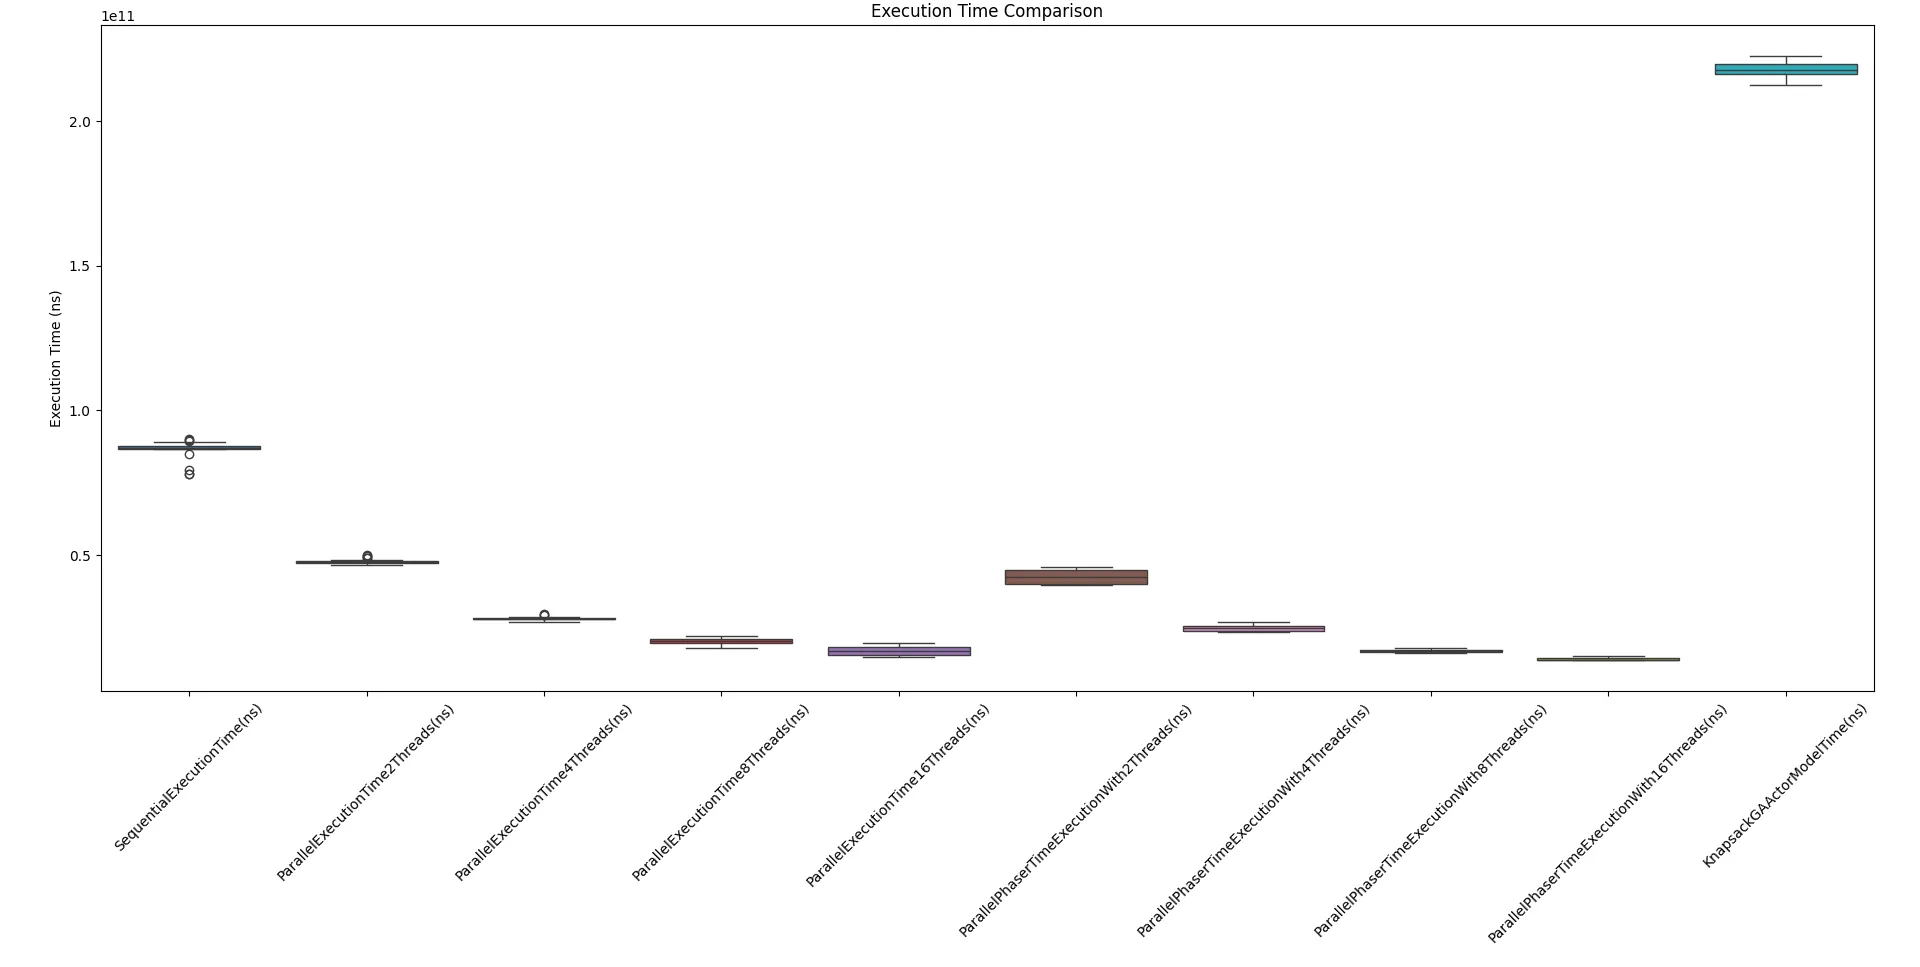 Execution Time Comparison
1e11
2.0
1.5
1.0
0.5
Execution Time (ns)
SequentialExecutionTime(ns)
ParallelExecutionTime2Threads(ns)
ParallelExecutionTime4Threads(ns)
ParallelExecutionTime8Threads(ns)
ParallelExecutionTime16Threads(ns)
ParallelPhaserTimeExecutionWith2Threads(ns)
ParallelPhaserTimeExecutionWith4Threads(ns)
ParallelPhaserTimeExecutionWith8Threads(ns)
ParallelPhaserTimeExecutionWith16Threads(ns)
KnapsackGAActorModelTime(ns)